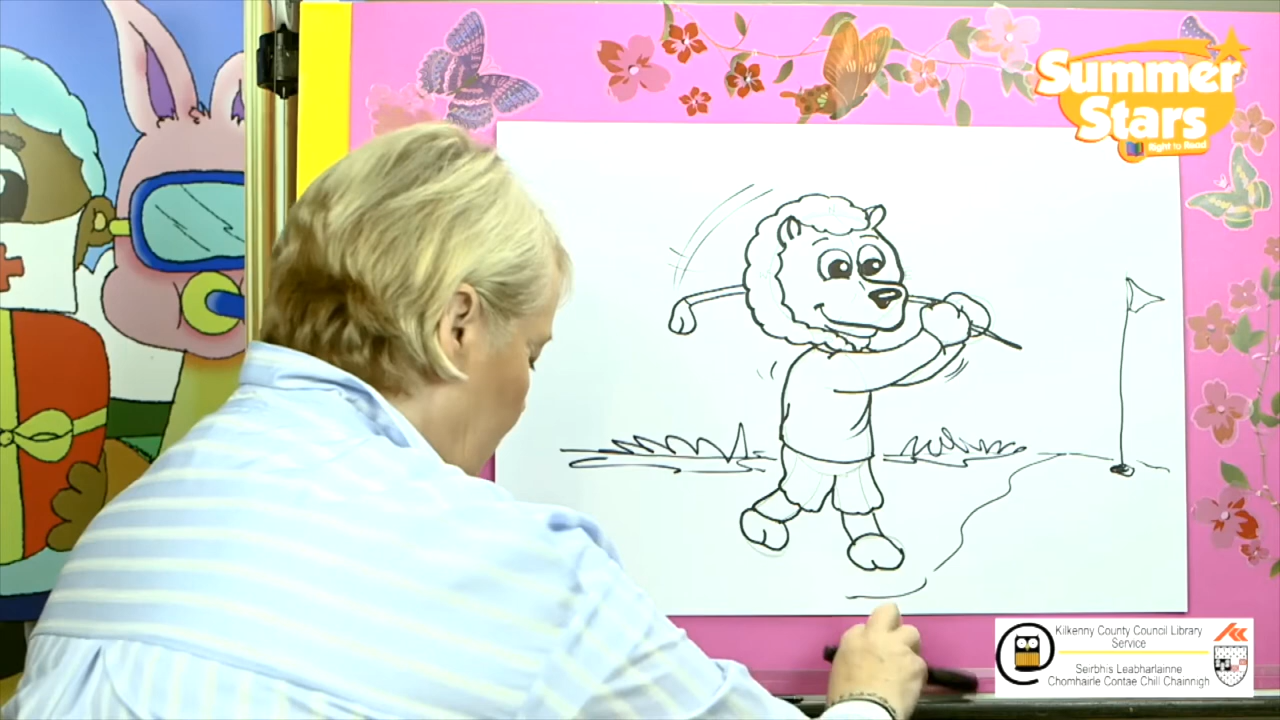 Summer
Stars
Right to Read
Kilkenny County Council Library
Service
Seirbhís Leabharlainne
Chomhairle Contae Chill Chainnigh